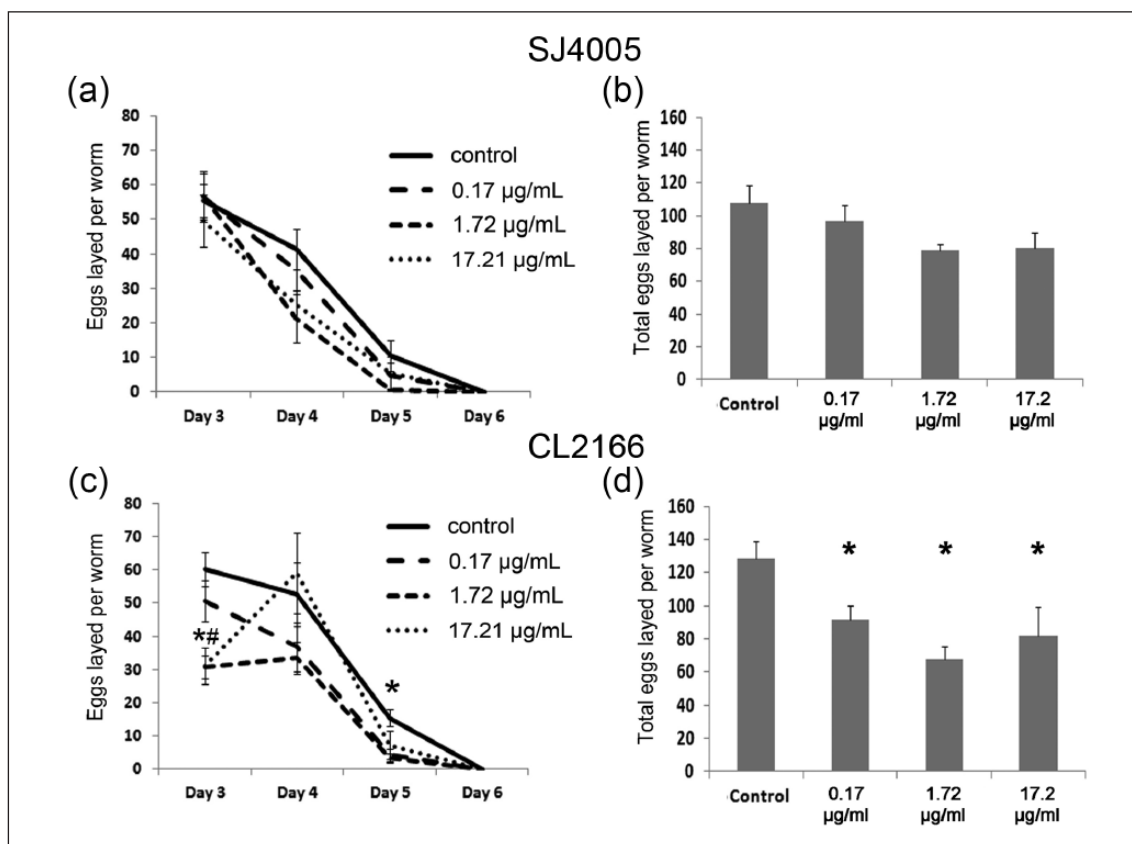 SJ4005
(a)
80
70
60
50
40
30
20
10
0
Eggs layed per worm
control
0.17 µg/mL
1.72 µg/mL
17.21 µg/mL
Day 3 Day 4 Day 5 Day 6
(b)
160
140
120
100
80
60
40
20
0
Total eggs layed per worm
Control 0.17 1.72 17.2
µg/ml µg/ml µg/ml
CL2166
(c)
80
70
60
50
40
30
20
10
0
Eggs layed per worm
control
0.17 µg/mL
1.72 µg/mL
17.21 µg/mL
*#
*
Day 3 Day 4 Day 5 Day 6
(d)
160
140
120
100
80
60
40
20
0
Total eggs layed per worm
* * *
Control 0.17 1.72 17.2
µg/ml µg/ml µg/ml